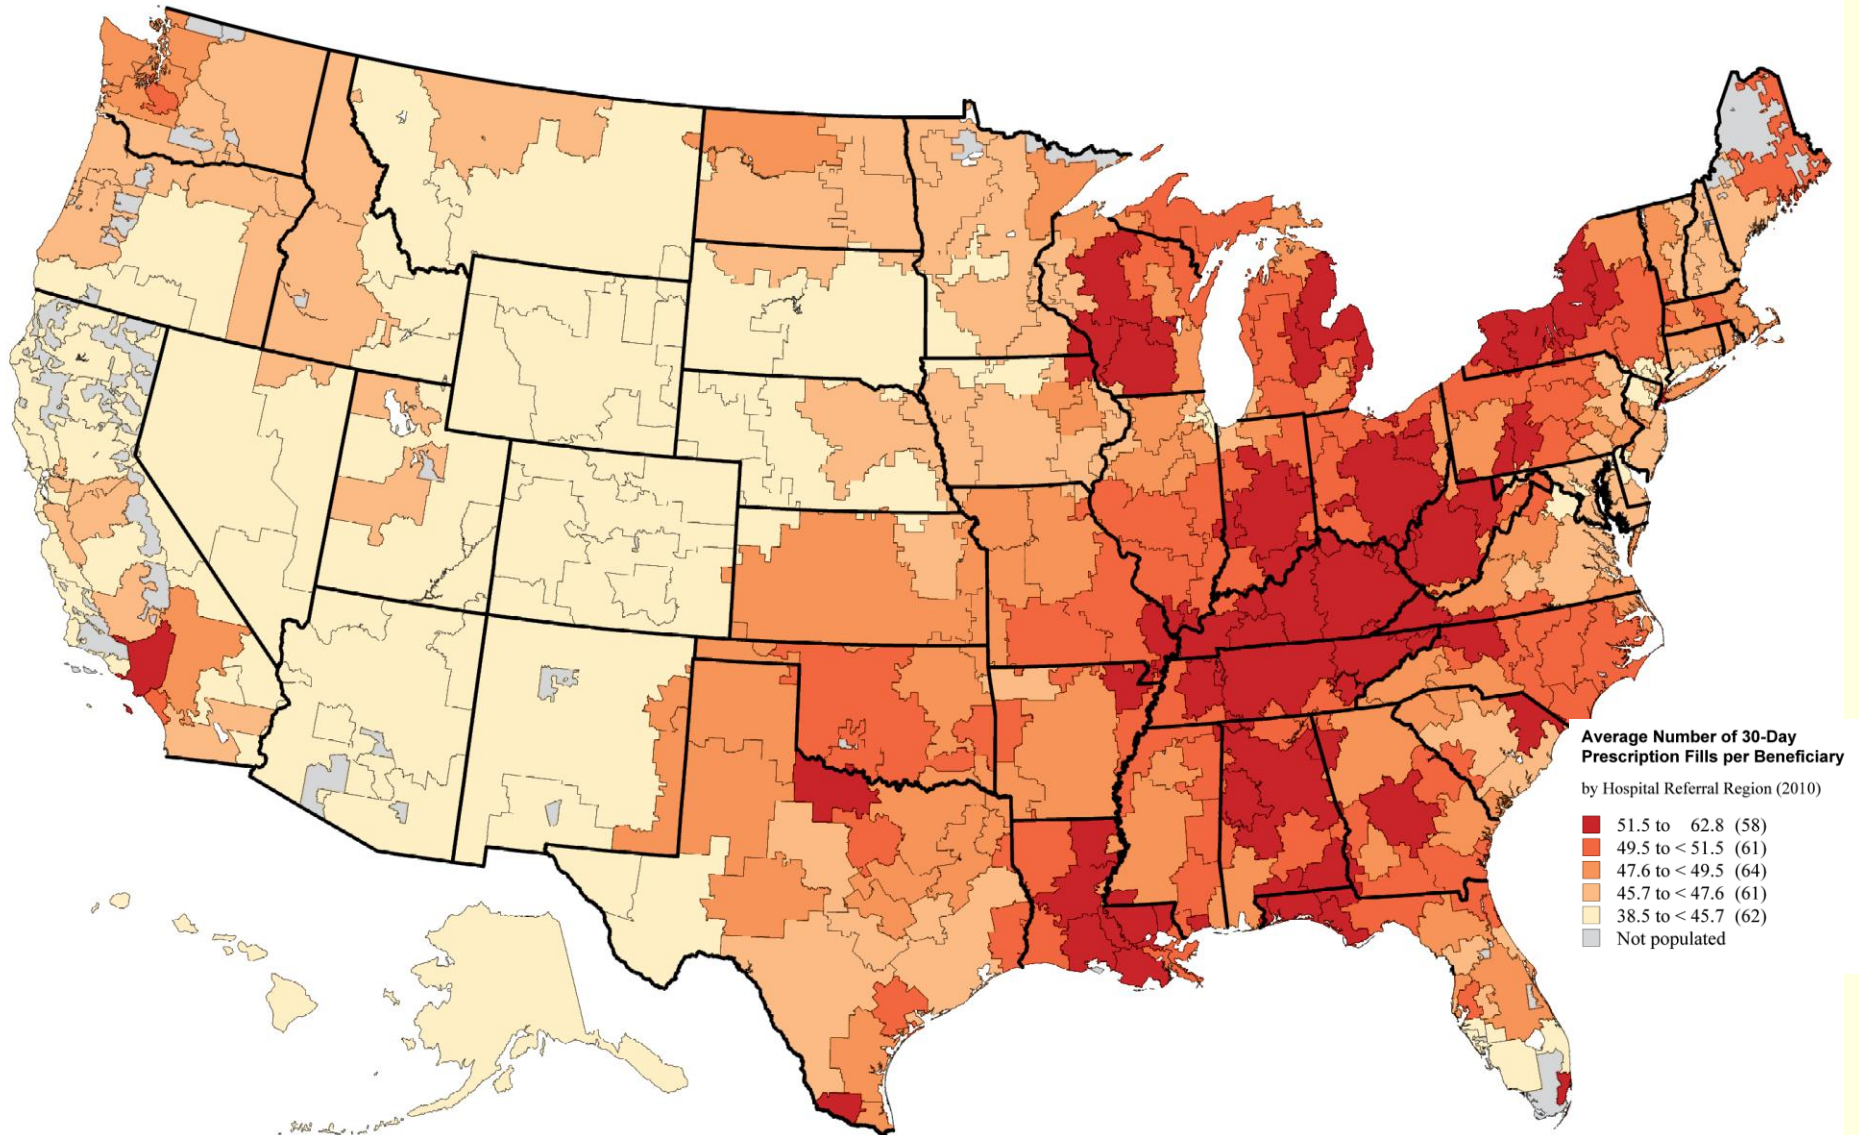 Average Number of 30-Day
Prescription Fills per Beneficiary
by Hospital Referral Region (2010)
51.5 to 62.8 (58)
49.5 to < 51.5 (61)
47.6 to < 49.5 (64)
45.7 to < 47.6 (61)
38.5 to < 45.7 (62)
Not populated